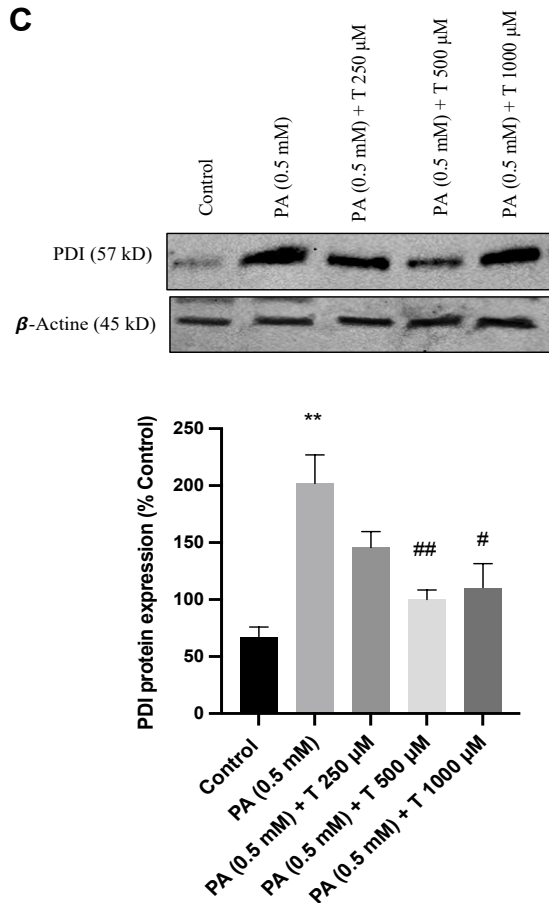 C
Control
PA (0.5 mM)
PA (0.5 mM) + T 250 μM
PA (0.5 mM) + T 500 μM
PA (0.5 mM) + T 1000 μM
PDI (57 kD)
β-Actine (45 kD)
PDI protein expression (% Control)
250
200
150
100
50
0
**
##
#
Control
PA (0.5 mM)
PA (0.5 mM) + T 250 μM
PA (0.5 mM) + T 500 μM
PA (0.5 mM) + T 1000 μM